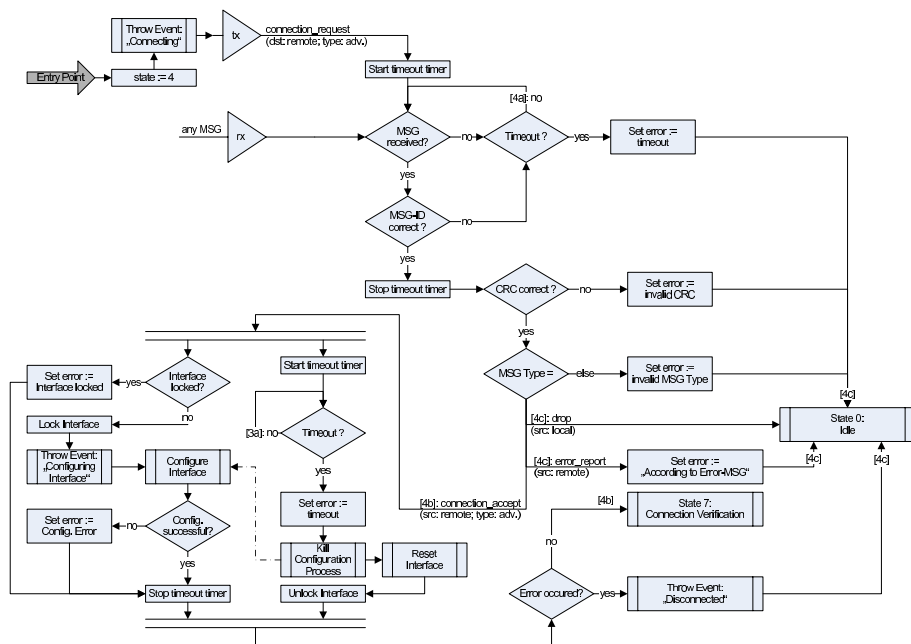 Throw Event:
„Connecting“
tx
connection_request
(dst: remote; type: adv.)
Entry Point
state := 4
Start timeout timer
[4a]: no
any MSG
rx
MSG
received?
no
Timeout ?
yes
Set error :=
timeout
yes
MSG-ID
correct ?
no
yes
Stop timeout timer
CRC correct ?
no
Set error :=
invalid CRC
yes
Start timeout timer
MSG Type =
else
Set error :=
invalid MSG Type
Set error :=
Interface locked
yes
Interface
locked?
no
[4c]
[3a]: no
Timeout ?
[4c]: drop
(src: local)
State 0:
Idle
Lock Interface
Throw Event:
„Configuring
Interface“
Configure
Interface
yes
[4c]: error_report
(src: remote)
Set error :=
„According to Error-MSG“
[4c]
[4c]
Set error :=
timeout
[4b]: connection_accept
(src: remote; type: adv.)
[4b]
State 7:
Connection Verification
Set error :=
Config. Error
no
Config.
successful?
no
yes
Kill
Configuration
Process
Reset
Interface
Stop timeout timer
Unlock Interface
Error occured?
yes
Throw Event:
„Disconnected“